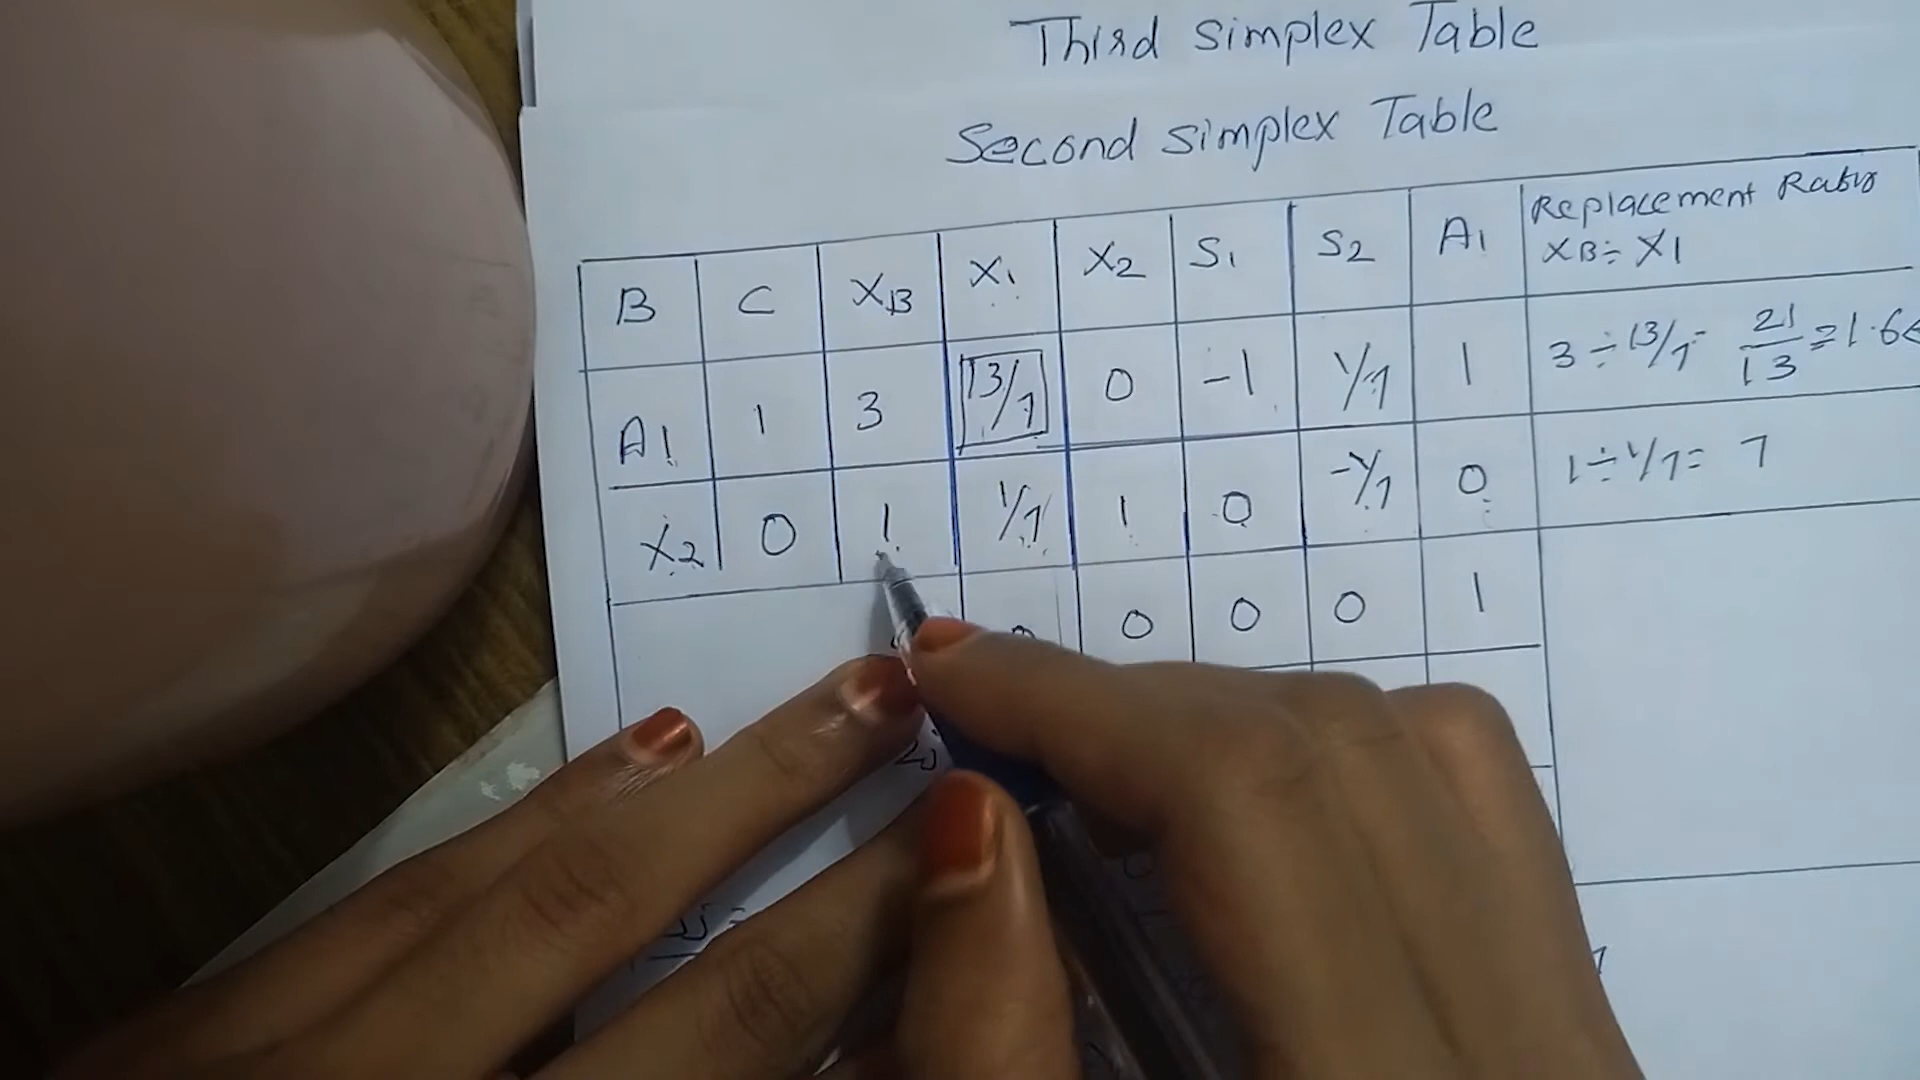 Third Simplex Table
Second Simplex Table
B C XB X1 X2 S1 S2 A1 Replacement Ratio XB÷X1
A1 1 3 13/7 0 -1 1/7 1 3÷13/7= 21/13=1.6
X2 0 1 1/7 1 0 -1/7 0 1÷1/7= 7
0 0 0 1